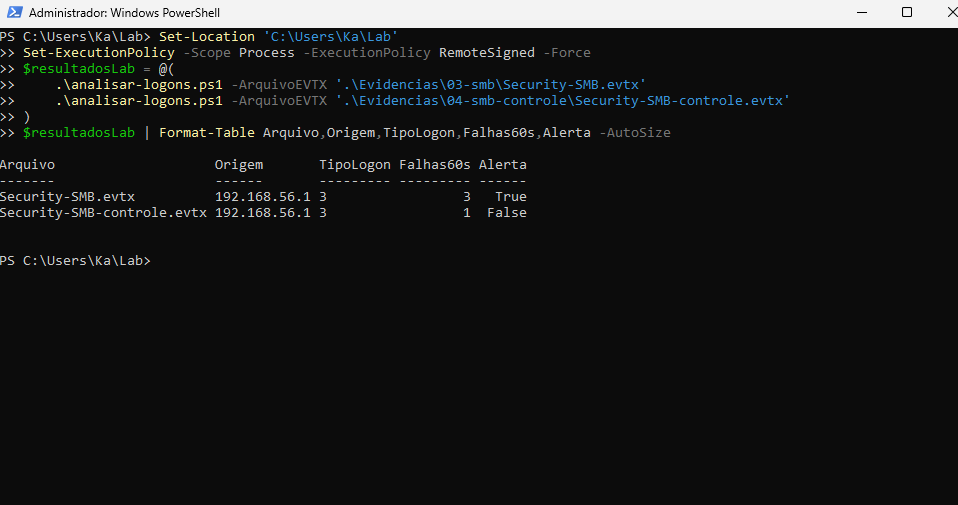 Administrador: Windows PowerShell
PS C:\Users\Ka\Lab> Set-Location 'C:\Users\Ka\Lab'
>> Set-ExecutionPolicy -Scope Process -ExecutionPolicy RemoteSigned -Force
>> $resultadosLab = @(
>>     .\analisar-logons.ps1 -ArquivoEVTX '.\Evidencias\03-smb\Security-SMB.evtx'
>>     .\analisar-logons.ps1 -ArquivoEVTX '.\Evidencias\04-smb-controle\Security-SMB-controle.evtx'
>> )
>> $resultadosLab | Format-Table Arquivo,Origem,TipoLogon,Falhas60s,Alerta -AutoSize
Arquivo                    Origem       TipoLogon Falhas60s Alerta
-------                    ------       --------- --------- ------
Security-SMB.evtx          192.168.56.1 3                 3   True
Security-SMB-controle.evtx 192.168.56.1 3                 1  False
PS C:\Users\Ka\Lab>